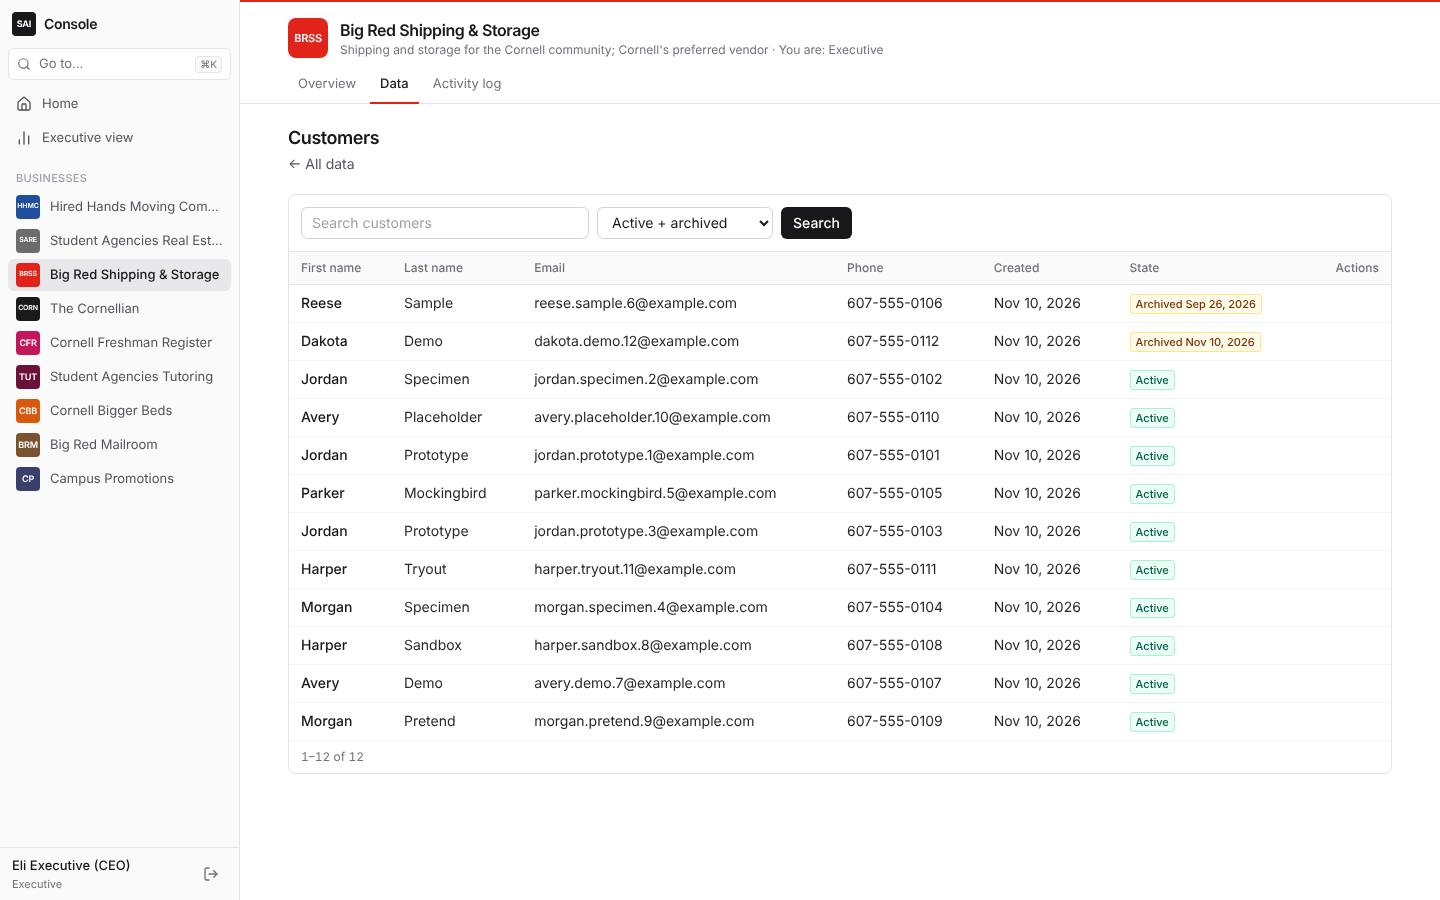 SAI Console
Go to... ⌘K
Home
Executive view
BUSINESSES
HHMC Hired Hands Moving Com...
SARE Student Agencies Real Est...
BRSS Big Red Shipping & Storage
CORN The Cornellian
CFR Cornell Freshman Register
TUT Student Agencies Tutoring
CBB Cornell Bigger Beds
BRM Big Red Mailroom
CP Campus Promotions
Eli Executive (CEO)
Executive
BRSS Big Red Shipping & Storage
Shipping and storage for the Cornell community; Cornell's preferred vendor · You are: Executive
Overview Data Activity log
Customers
← All data
Search customers Active + archived Search
First name Last name Email Phone Created State Actions
Reese Sample reese.sample.6@example.com 607-555-0106 Nov 10, 2026 Archived Sep 26, 2026
Dakota Demo dakota.demo.12@example.com 607-555-0112 Nov 10, 2026 Archived Nov 10, 2026
Jordan Specimen jordan.specimen.2@example.com 607-555-0102 Nov 10, 2026 Active
Avery Placeholder avery.placeholder.10@example.com 607-555-0110 Nov 10, 2026 Active
Jordan Prototype jordan.prototype.1@example.com 607-555-0101 Nov 10, 2026 Active
Parker Mockingbird parker.mockingbird.5@example.com 607-555-0105 Nov 10, 2026 Active
Jordan Prototype jordan.prototype.3@example.com 607-555-0103 Nov 10, 2026 Active
Harper Tryout harper.tryout.11@example.com 607-555-0111 Nov 10, 2026 Active
Morgan Specimen morgan.specimen.4@example.com 607-555-0104 Nov 10, 2026 Active
Harper Sandbox harper.sandbox.8@example.com 607-555-0108 Nov 10, 2026 Active
Avery Demo avery.demo.7@example.com 607-555-0107 Nov 10, 2026 Active
Morgan Pretend morgan.pretend.9@example.com 607-555-0109 Nov 10, 2026 Active
1–12 of 12